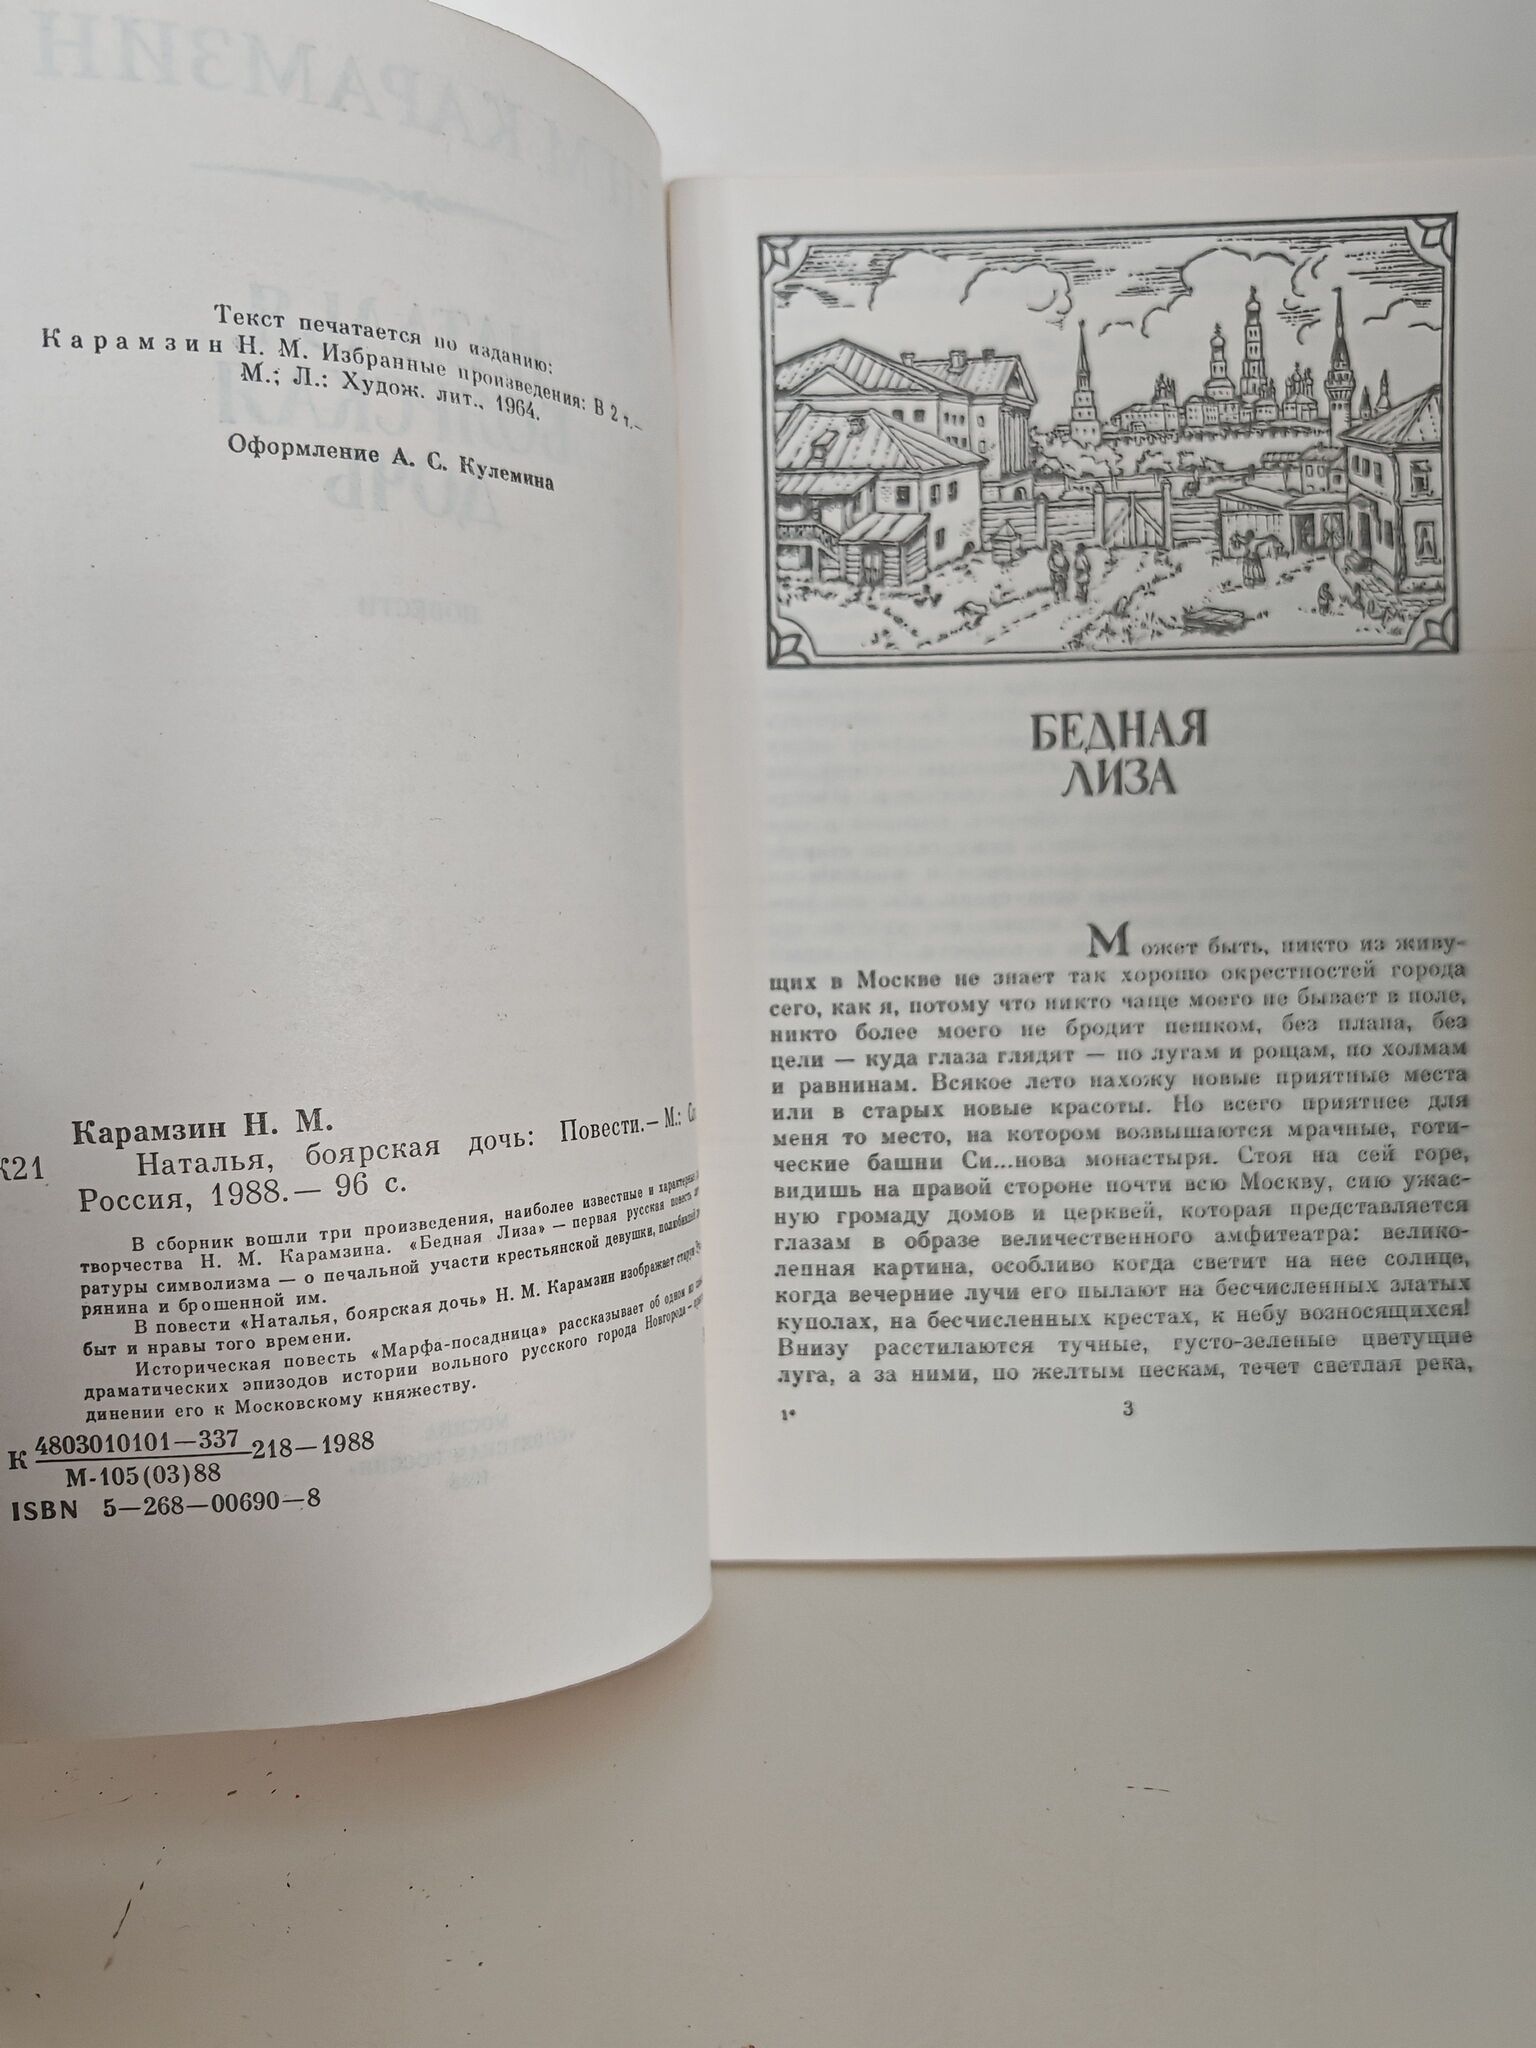 Текст печатается по изданию:
Карамзин Н. М. Избранные произведения: В 2 т.—
М.; Л.: Худож. лит., 1964.
Оформление А. С. Кулемина
Карамзин Н. М.
К21 Наталья, боярская дочь: Повести.— М.:
Россия, 1988.— 96 с.
В сборник вошли три произведения, наиболее известные и характерные
творчества Н. М. Карамзина. «Бедная Лиза» — первая русская повесть
ратуры символизма — о печальной участи крестьянской девушки, полюбившей
рянина и брошенной им.
В повести «Наталья, боярская дочь» Н. М. Карамзин изображает старую
быт и нравы того времени.
Историческая повесть «Марфа-посадница» рассказывает об одном из
драматических эпизодов истории вольного русского города Новгорода —
динении его к Московскому княжеству.
К 4803010101—337 218—1988
М-105(03)88
ISBN 5—268—00690—8
БЕДНАЯ
ЛИЗА
Может быть, никто из живу-
щих в Москве не знает так хорошо окрестностей города
сего, как я, потому что никто чаще моего не бывает в поле,
никто более моего не бродит пешком, без плана, без
цели — куда глаза глядят — по лугам и рощам, по холмам
и равнинам. Всякое лето нахожу новые приятные места
или в старых новые красоты. Но всего приятнее для
меня то место, на котором возвышаются мрачные, готи-
ческие башни Си...нова монастыря. Стоя на сей горе,
видишь на правой стороне почти всю Москву, сию ужас-
ную громаду домов и церквей, которая представляется
глазам в образе величественного амфитеатра: велико-
лепная картина, особливо когда светит на нее солнце,
когда вечерние лучи его пылают на бесчисленных златых
куполах, на бесчисленных крестах, к небу возносящихся!
Внизу расстилаются тучные, густо-зеленые цветущие
луга, а за ними, по желтым пескам, течет светлая река,
1* 3